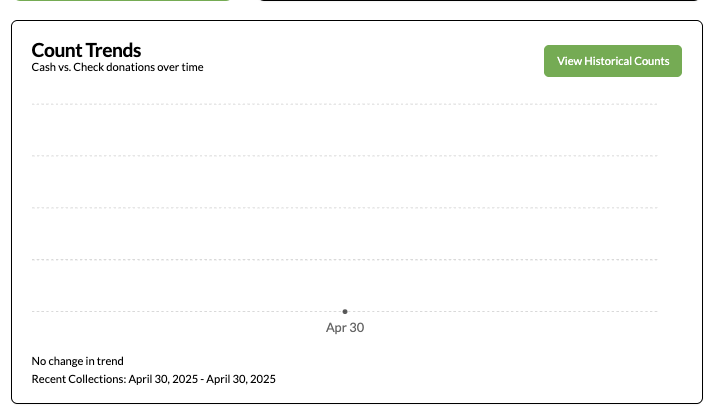 Count Trends
Cash vs. Check donations over time
View Historical Counts
Apr 30
No change in trend
Recent Collections: April 30, 2025 - April 30, 2025